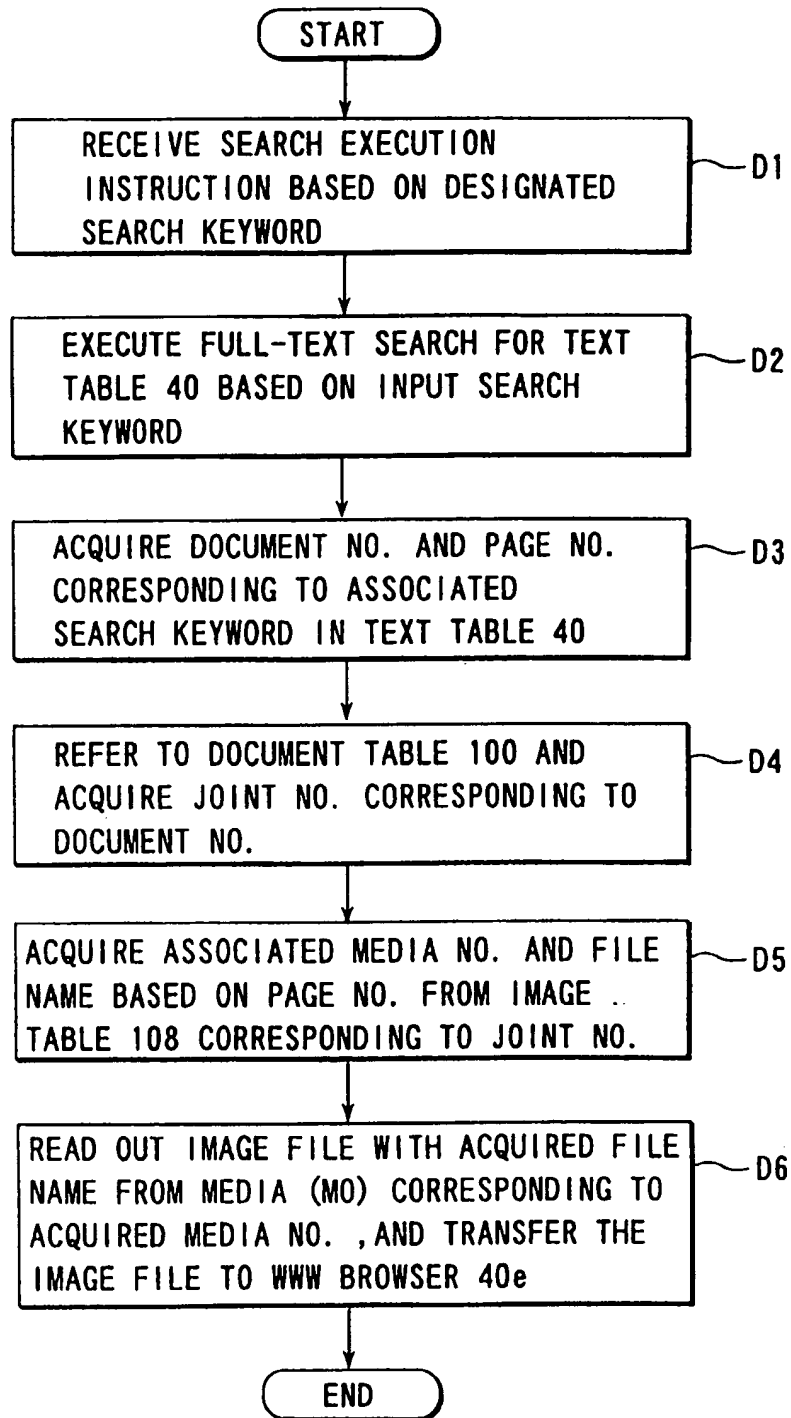 START
RECEIVE SEARCH EXECUTION
INSTRUCTION BASED ON DESIGNATED
SEARCH KEYWORD
D1
EXECUTE FULL-TEXT SEARCH FOR TEXT
TABLE 40 BASED ON INPUT SEARCH
KEYWORD
D2
ACQUIRE DOCUMENT NO. AND PAGE NO.
CORRESPONDING TO ASSOCIATED
SEARCH KEYWORD IN TEXT TABLE 40
D3
REFER TO DOCUMENT TABLE 100 AND
ACQUIRE JOINT NO. CORRESPONDING TO
DOCUMENT NO.
D4
ACQUIRE ASSOCIATED MEDIA NO. AND FILE
NAME BASED ON PAGE NO. FROM IMAGE
TABLE 108 CORRESPONDING TO JOINT NO.
D5
READ OUT IMAGE FILE WITH ACQUIRED FILE
NAME FROM MEDIA (MO) CORRESPONDING TO
ACQUIRED MEDIA NO. ,AND TRANSFER THE
IMAGE FILE TO WWW BROWSER 40e
D6
END